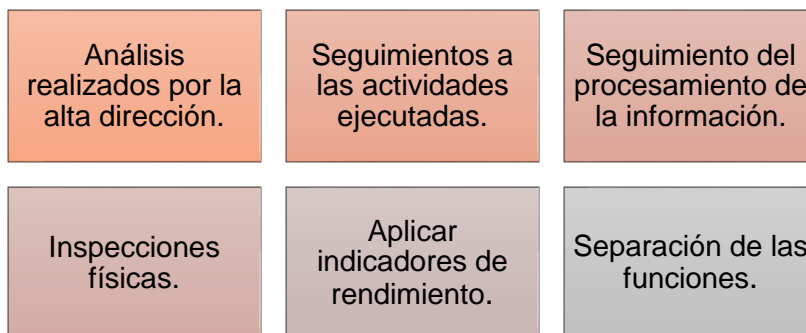 Análisis
realizados por la
alta dirección.
Seguimientos a
las actividades
ejecutadas.
Seguimiento del
procesamiento de
la información.
Inspecciones
físicas.
Aplicar
indicadores de
rendimiento.
Separación de las
funciones.